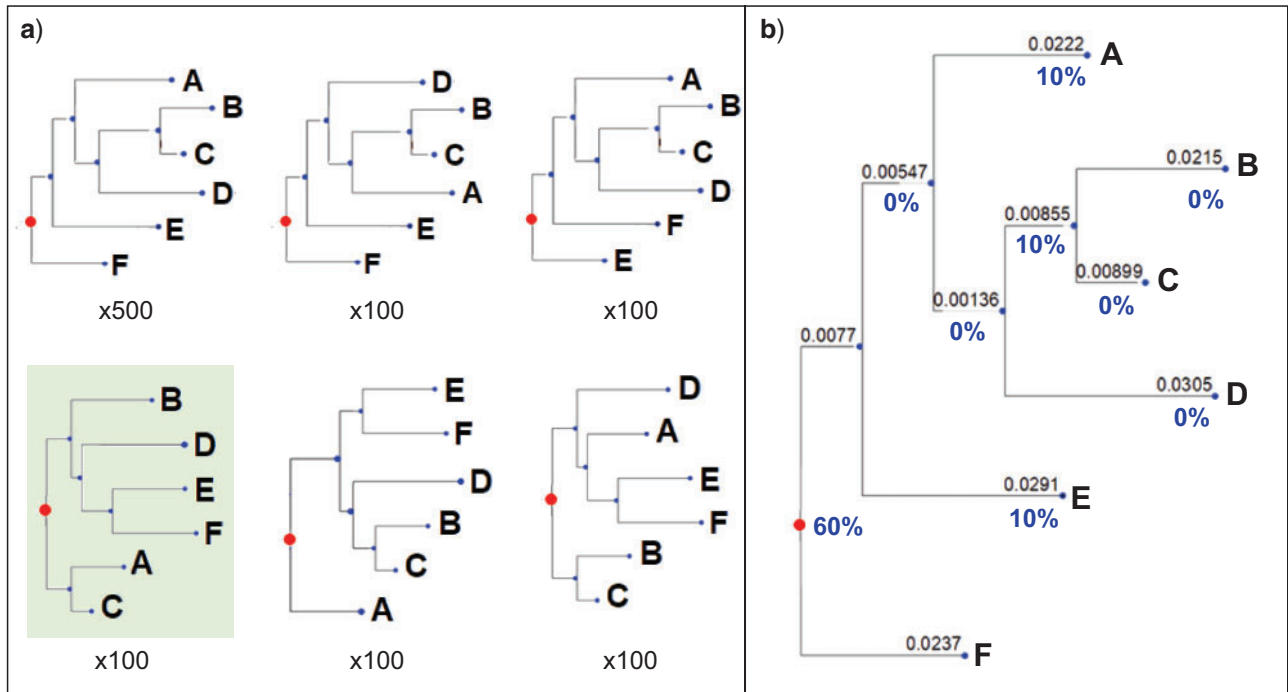 a)
A
B
C
D
E
F
x500
D
B
C
A
E
F
x100
A
B
C
D
F
E
x100
B
D
E
F
A
C
x100
E
F
D
B
C
A
x100
D
A
E
F
B
C
x100
b)
0.0222 A
10%
0.0215 B
0%
0.00547
0%
0.00855
10%
0.00899 C
0%
0.00136
0%
0.0077
0.0305 D
0%
0.0291 E
10%
60%
0.0237 F